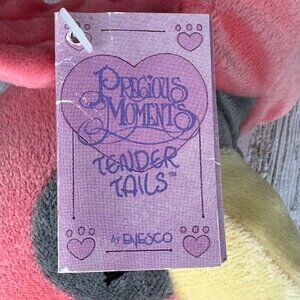 PRECIOUS
MOMENTS
TENDER
TAILS™
by ENESCO